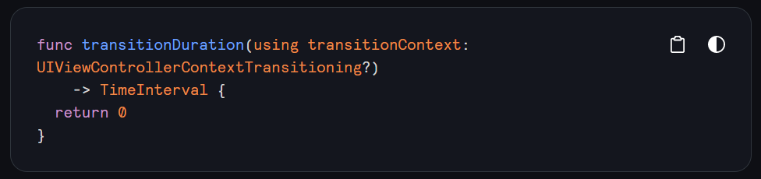 func transitionDuration(using transitionContext:
UIViewControllerContextTransitioning?)
    -> TimeInterval {
  return 0
}